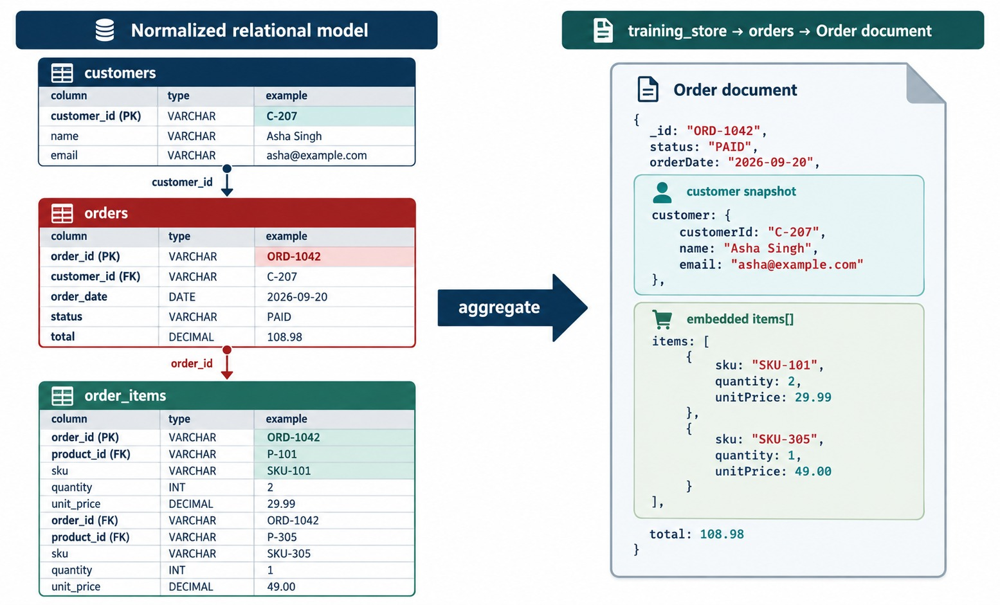 Normalized relational model
customers
column type example
customer_id (PK) VARCHAR C-207
name VARCHAR Asha Singh
email VARCHAR asha@example.com
customer_id
orders
column type example
order_id (PK) VARCHAR ORD-1042
customer_id (FK) VARCHAR C-207
order_date DATE 2026-09-20
status VARCHAR PAID
total DECIMAL 108.98
order_id
order_items
column type example
order_id (PK) VARCHAR ORD-1042
product_id (FK) VARCHAR P-101
sku VARCHAR SKU-101
quantity INT 2
unit_price DECIMAL 29.99
order_id (FK) VARCHAR ORD-1042
product_id (FK) VARCHAR P-305
sku VARCHAR SKU-305
quantity INT 1
unit_price DECIMAL 49.00
aggregate
training_store → orders → Order document
Order document
{
_id: "ORD-1042",
status: "PAID",
orderDate: "2026-09-20",
customer snapshot
customer: {
customerId: "C-207",
name: "Asha Singh",
email: "asha@example.com"
},
embedded items[]
items: [
{
sku: "SKU-101",
quantity: 2,
unitPrice: 29.99
},
{
sku: "SKU-305",
quantity: 1,
unitPrice: 49.00
}
],
total: 108.98
}